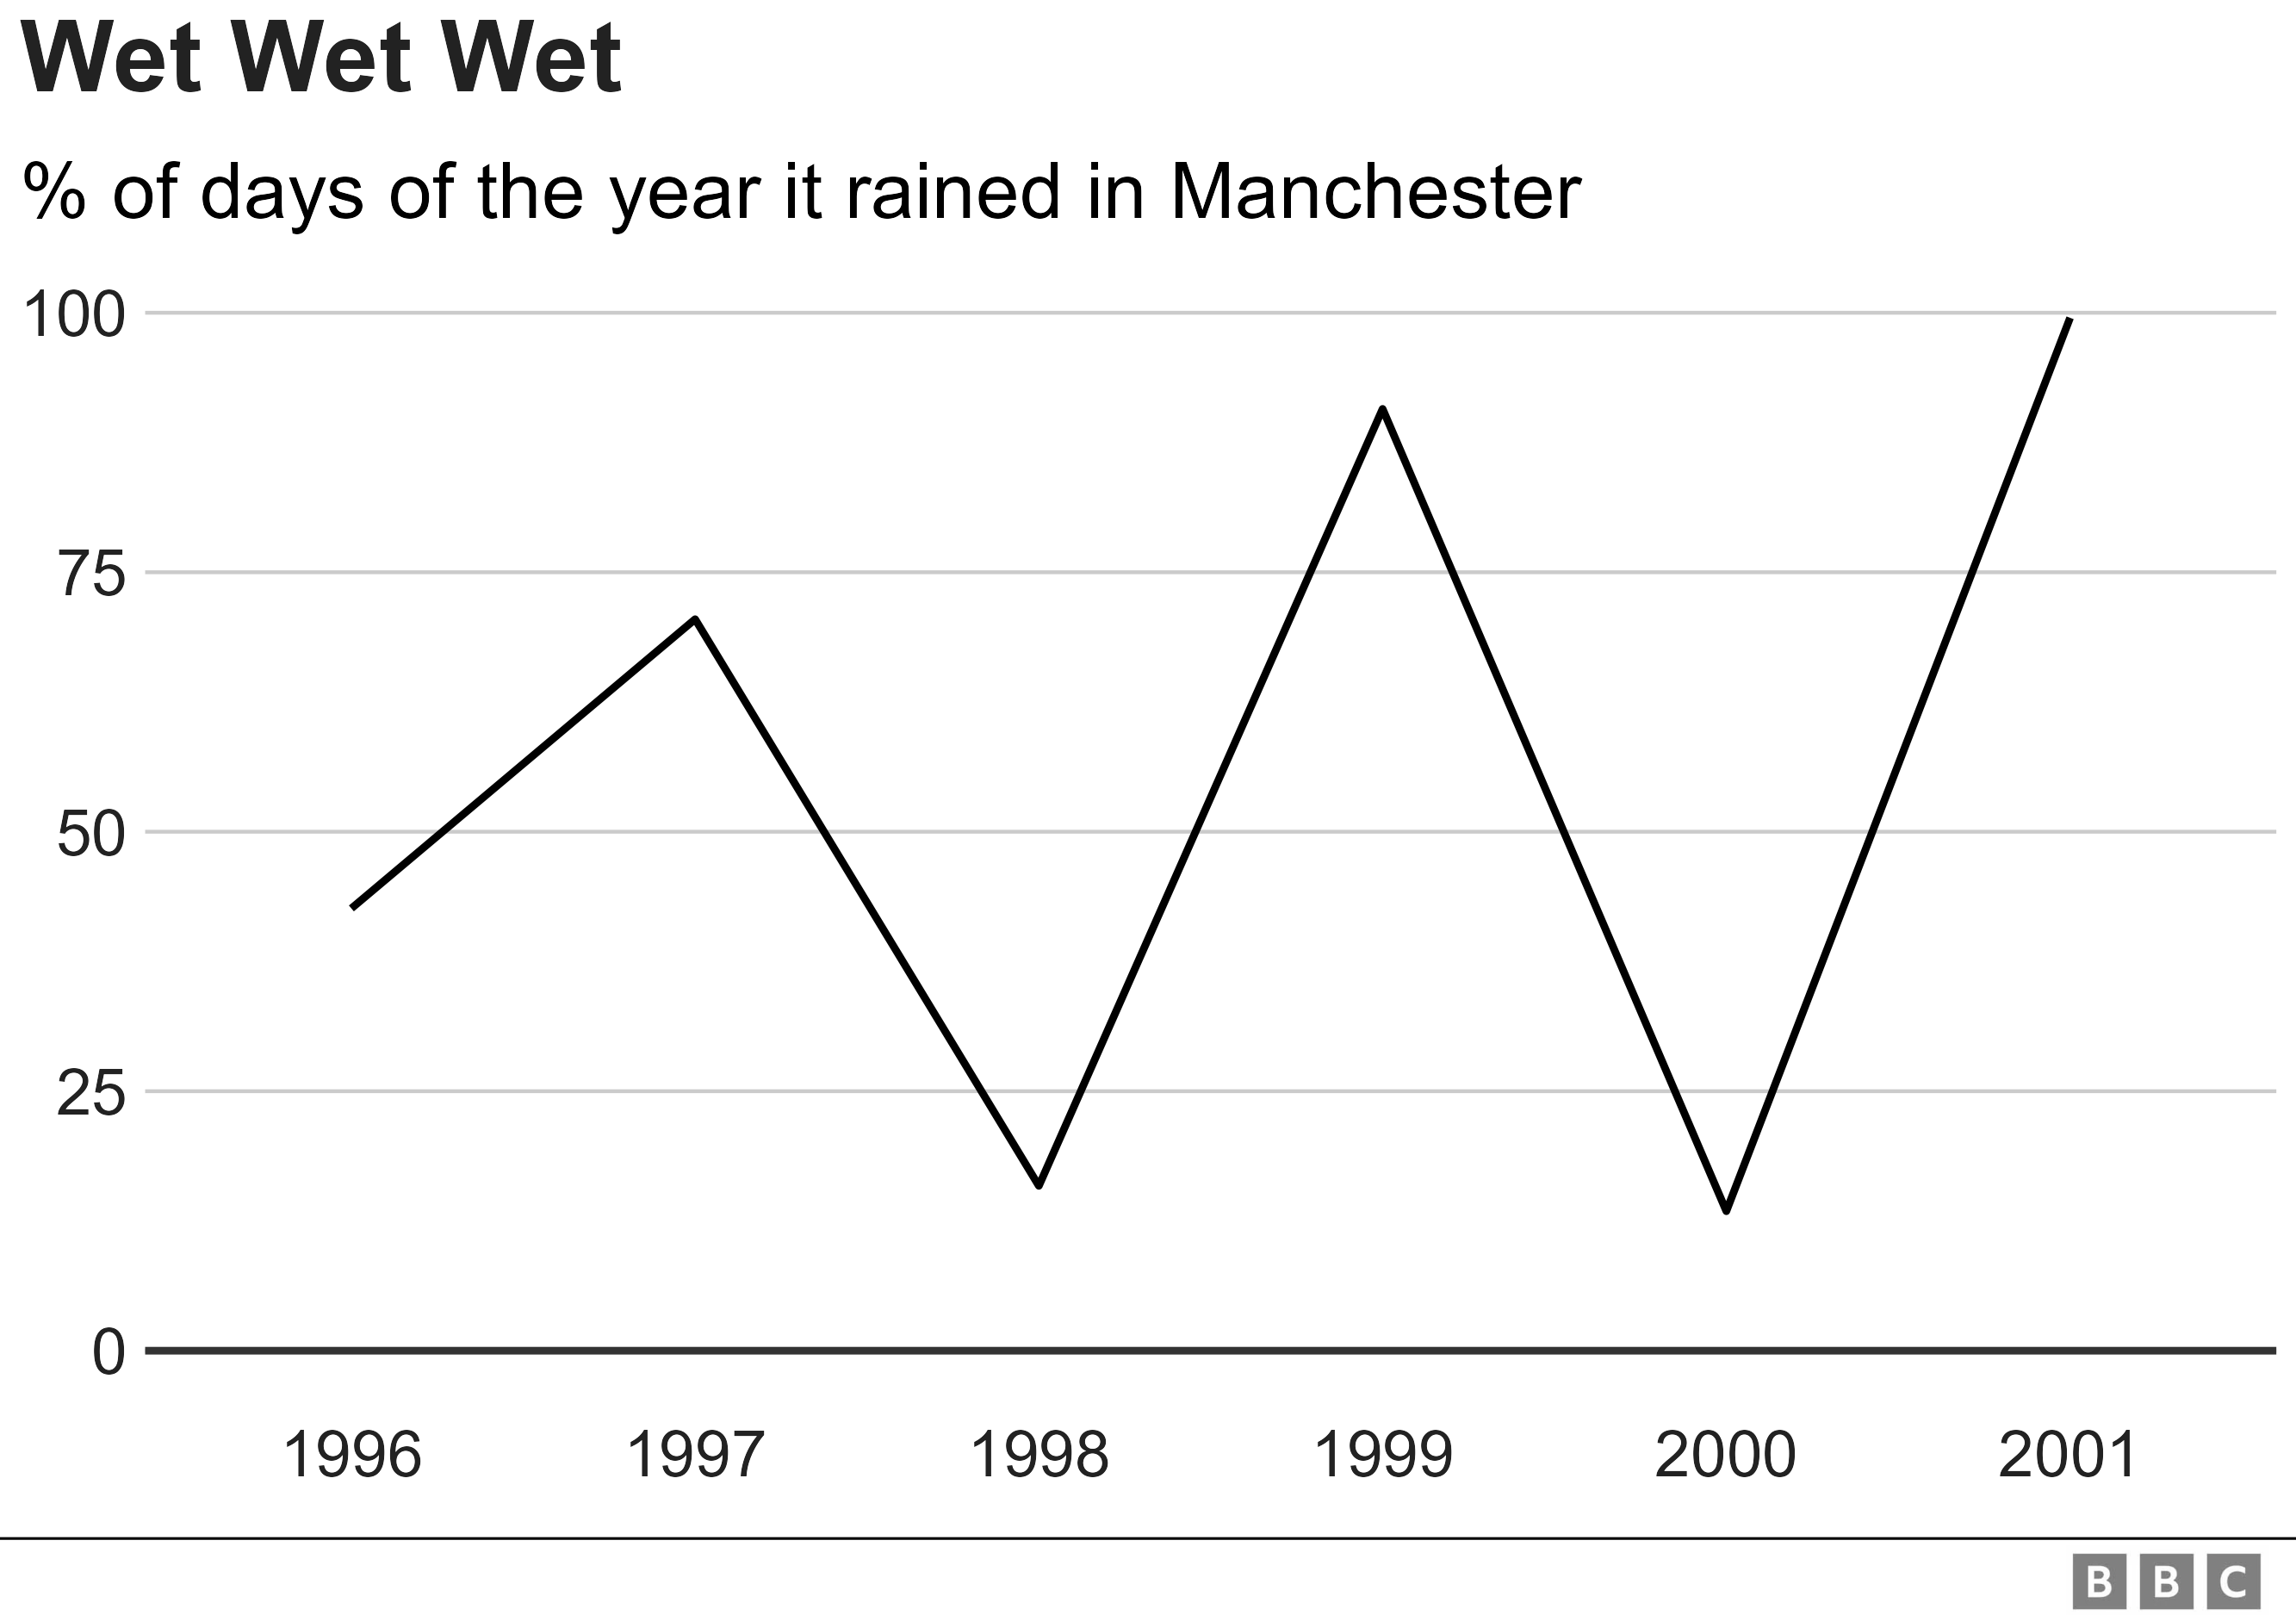 Wet Wet Wet
% of days of the year it rained in Manchester
100
75
50
25
0
1996 1997 1998 1999 2000 2001
BBC